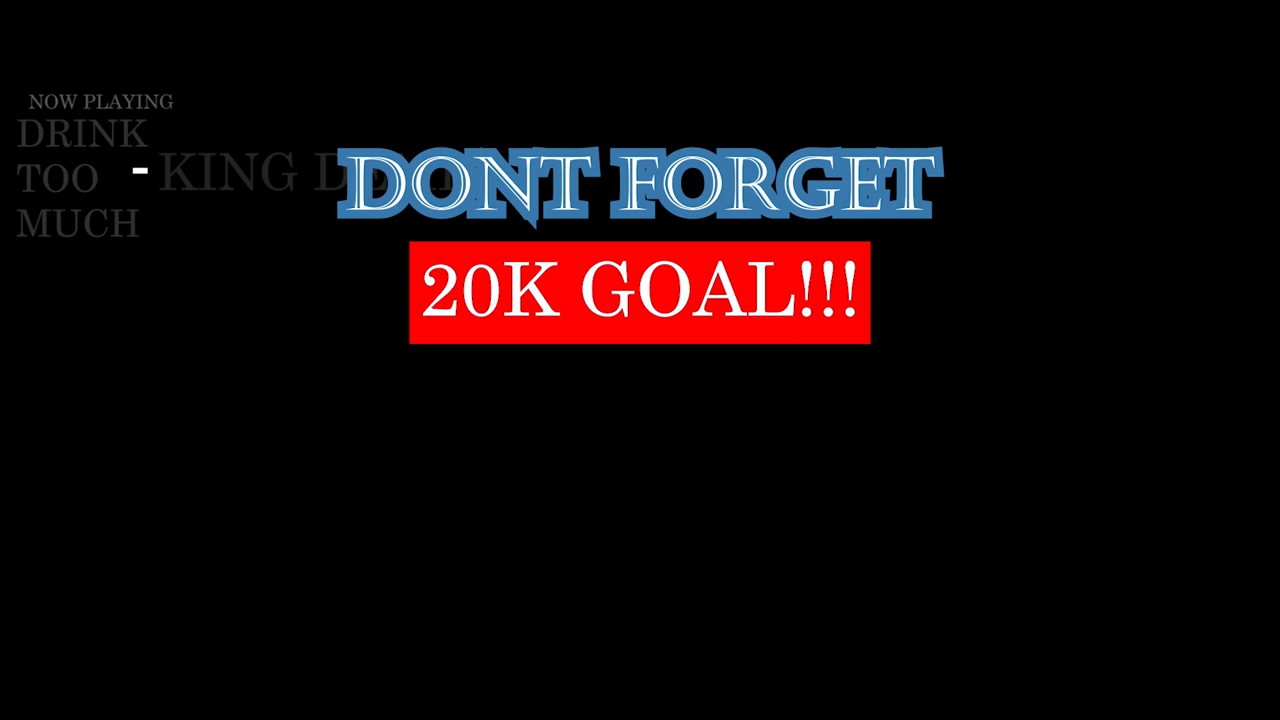 NOW PLAYING
DRINK
TOO
MUCH
- KING
DONT FORGET
20K GOAL!!!